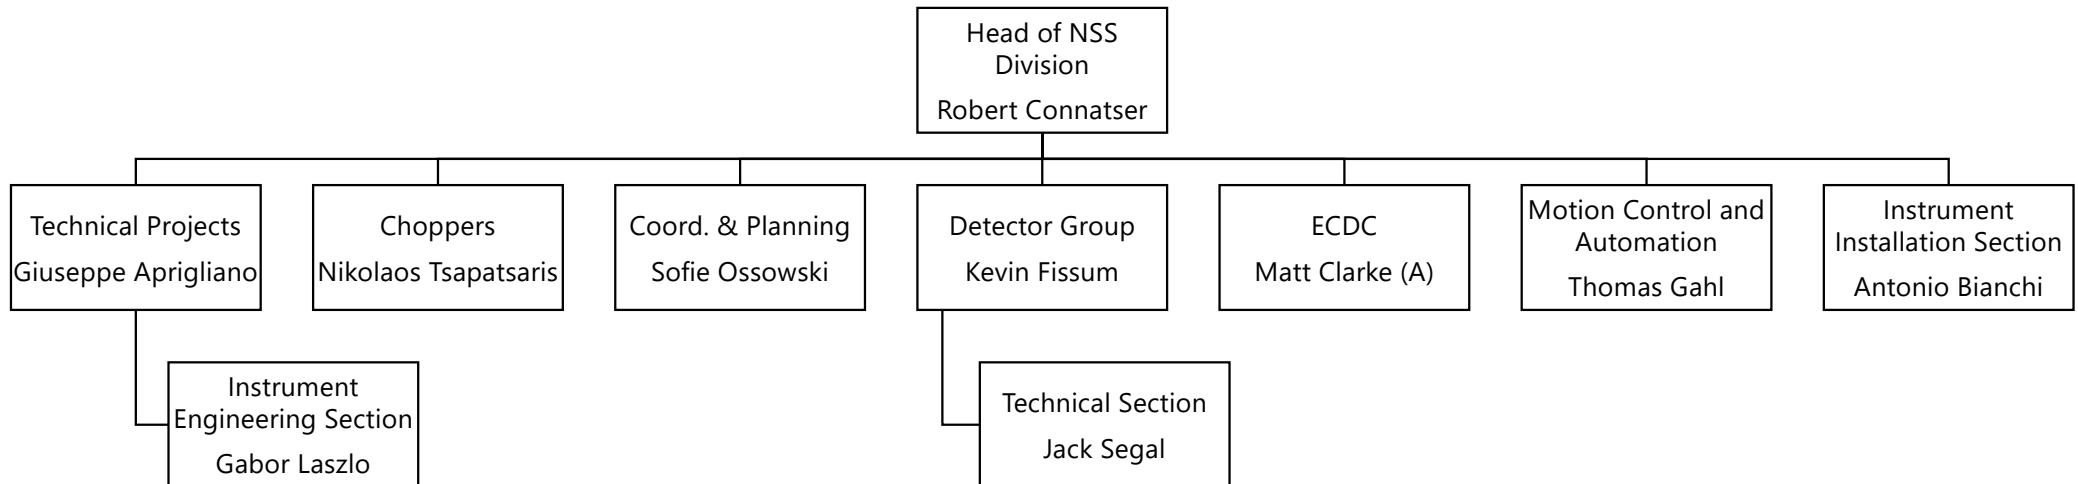 Head of NSS
Division
Robert Connatser
Technical Projects
Giuseppe Aprigliano
Choppers
Nikolaos Tsapatsaris
Coord. & Planning
Sofie Ossowski
Detector Group
Kevin Fissum
ECDC
Matt Clarke (A)
Motion Control and
Automation
Thomas Gahl
Instrument
Installation Section
Antonio Bianchi
Instrument
Engineering Section
Gabor Laszlo
Technical Section
Jack Segal